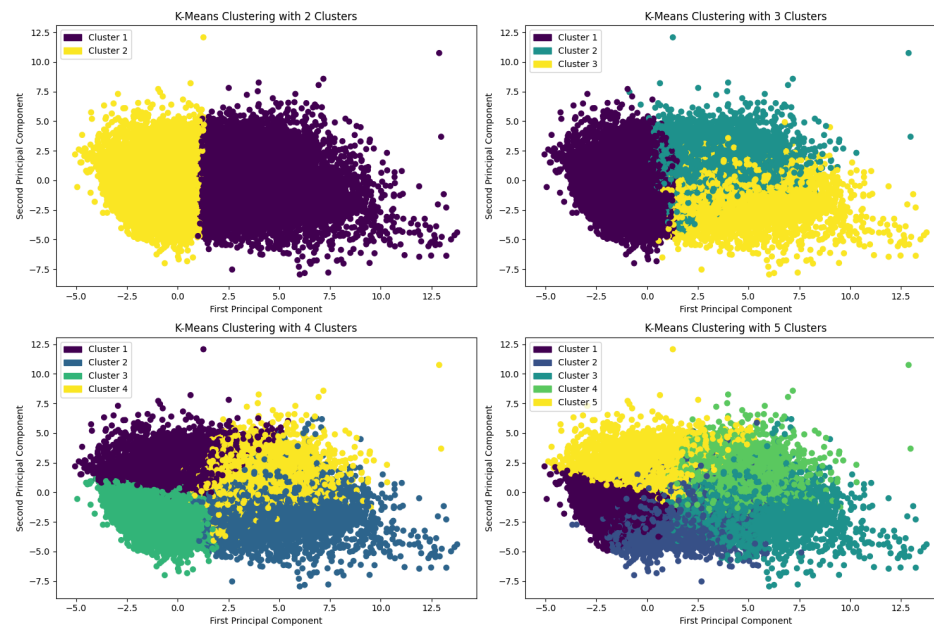 K-Means Clustering with 2 Clusters
Cluster 1
Cluster 2
12.5
10.0
7.5
5.0
2.5
0.0
−2.5
−5.0
−7.5
Second Principal Component
−5.0 −2.5 0.0 2.5 5.0 7.5 10.0 12.5
First Principal Component
K-Means Clustering with 3 Clusters
Cluster 1
Cluster 2
Cluster 3
12.5
10.0
7.5
5.0
2.5
0.0
−2.5
−5.0
−7.5
Second Principal Component
−5.0 −2.5 0.0 2.5 5.0 7.5 10.0 12.5
First Principal Component
K-Means Clustering with 4 Clusters
Cluster 1
Cluster 2
Cluster 3
Cluster 4
12.5
10.0
7.5
5.0
2.5
0.0
−2.5
−5.0
−7.5
Second Principal Component
−5.0 −2.5 0.0 2.5 5.0 7.5 10.0 12.5
First Principal Component
K-Means Clustering with 5 Clusters
Cluster 1
Cluster 2
Cluster 3
Cluster 4
Cluster 5
12.5
10.0
7.5
5.0
2.5
0.0
−2.5
−5.0
−7.5
Second Principal Component
−5.0 −2.5 0.0 2.5 5.0 7.5 10.0 12.5
First Principal Component